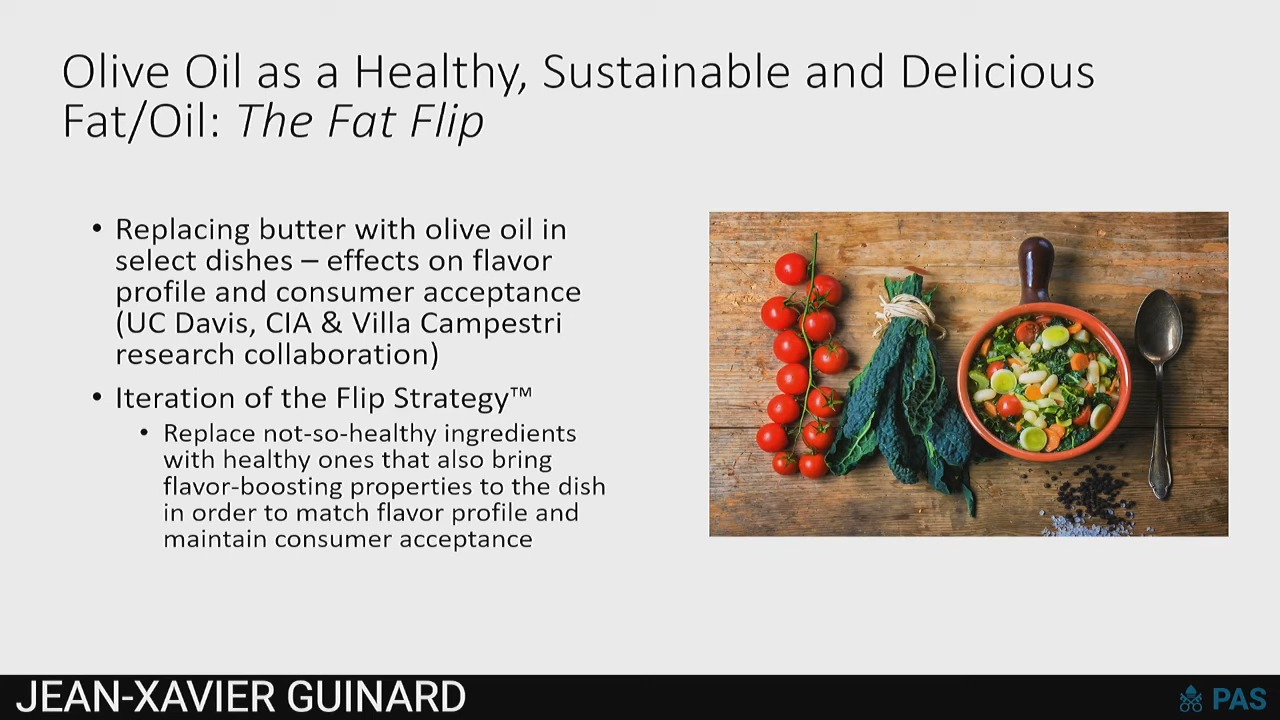 Olive Oil as a Healthy, Sustainable and Delicious
Fat/Oil: The Fat Flip
• Replacing butter with olive oil in
select dishes – effects on flavor
profile and consumer acceptance
(UC Davis, CIA & Villa Campestri
research collaboration)
• Iteration of the Flip Strategy™
• Replace not-so-healthy ingredients
with healthy ones that also bring
flavor-boosting properties to the dish
in order to match flavor profile and
maintain consumer acceptance
JEAN-XAVIER GUINARD
PAS